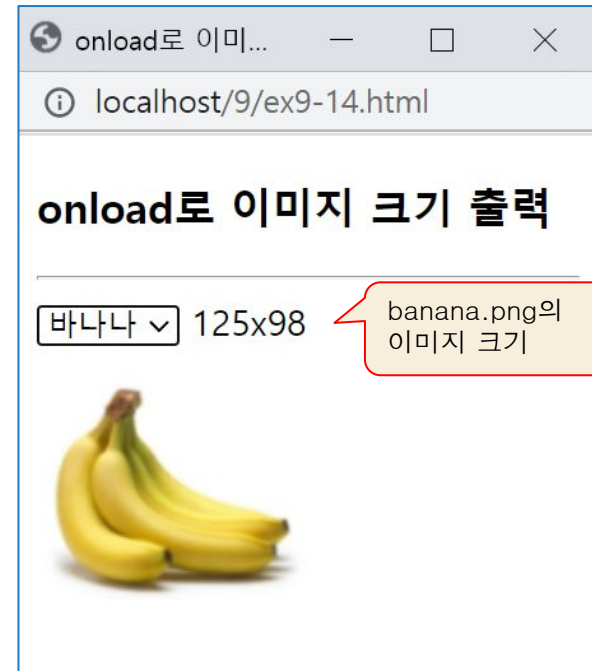 onload로 이미...
localhost/9/ex9-14.html
onload로 이미지 크기 출력
바나나 125x98
banana.png의
이미지 크기